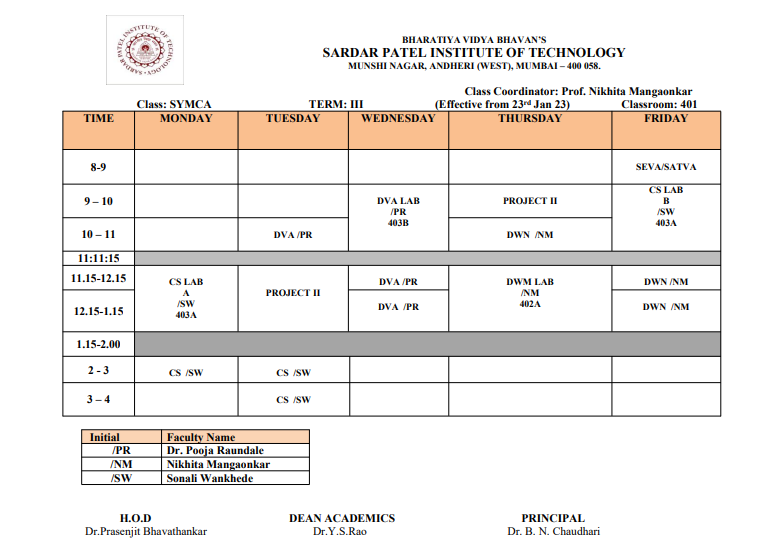 SARDAR PATEL INSTITUTE OF TECHNOLOGY
BHARATIYA VIDYA BHAVAN'S
SARDAR PATEL INSTITUTE OF TECHNOLOGY
MUNSHI NAGAR, ANDHERI (WEST), MUMBAI – 400 058.
Class Coordinator: Prof. Nikhita Mangaonkar
Class: SYMCA TERM: III (Effective from 23rd Jan 23) Classroom: 401
TIME MONDAY TUESDAY WEDNESDAY THURSDAY FRIDAY
8-9 SEVA/SATVA
9 – 10 DVA LAB /PR 403B PROJECT II CS LAB B /SW 403A
10 – 11 DVA /PR DWN /NM
11:11:15
11.15-12.15 CS LAB A /SW 403A PROJECT II DVA /PR DWM LAB /NM 402A DWN /NM
12.15-1.15 DVA /PR DWN /NM
1.15-2.00
2 - 3 CS /SW CS /SW
3 – 4 CS /SW
Initial Faculty Name
/PR Dr. Pooja Raundale
/NM Nikhita Mangaonkar
/SW Sonali Wankhede
H.O.D DEAN ACADEMICS PRINCIPAL
Dr.Prasenjit Bhavathankar Dr.Y.S.Rao Dr. B. N. Chaudhari